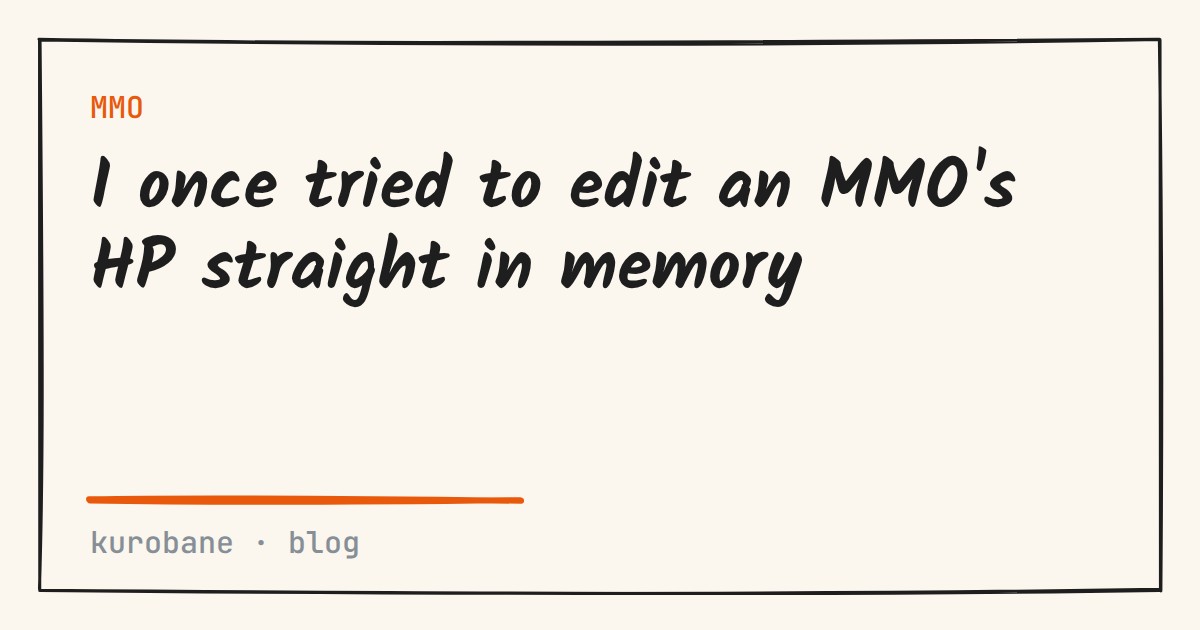 MMO
I once tried to edit an MMO's
HP straight in memory
kurobane · blog